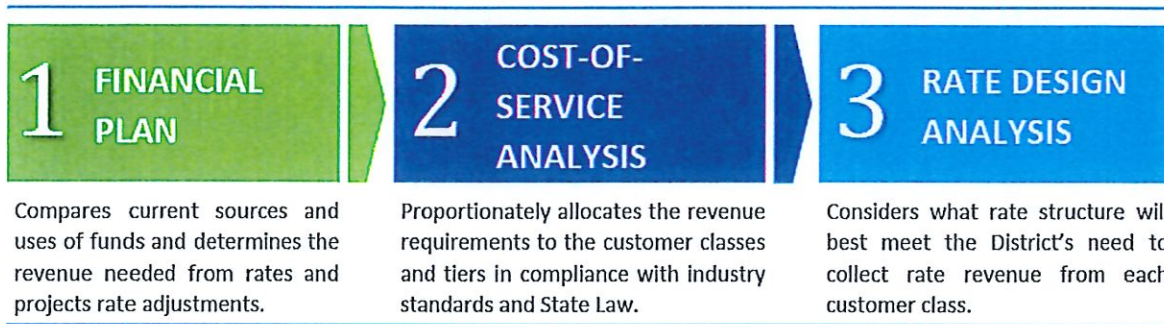 1 FINANCIAL
PLAN
2 COST-OF-
SERVICE
ANALYSIS
3 RATE DESIGN
ANALYSIS
Compares current sources and
uses of funds and determines the
revenue needed from rates and
projects rate adjustments.
Proportionately allocates the revenue
requirements to the customer classes
and tiers in compliance with industry
standards and State Law.
Considers what rate structure wil
best meet the District's need to
collect rate revenue from each
customer class.